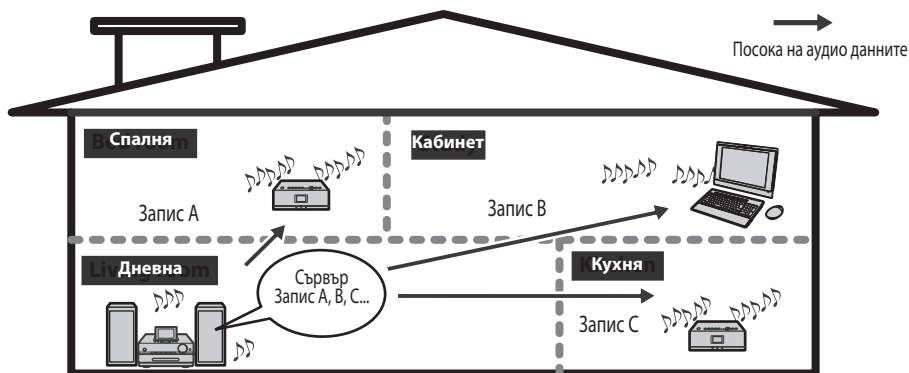 Посока на аудио данните
Спалня
Кабинет
Запис A
Запис B
Дневна
Сървър
Запис A, B, C...
Кухня
Запис C